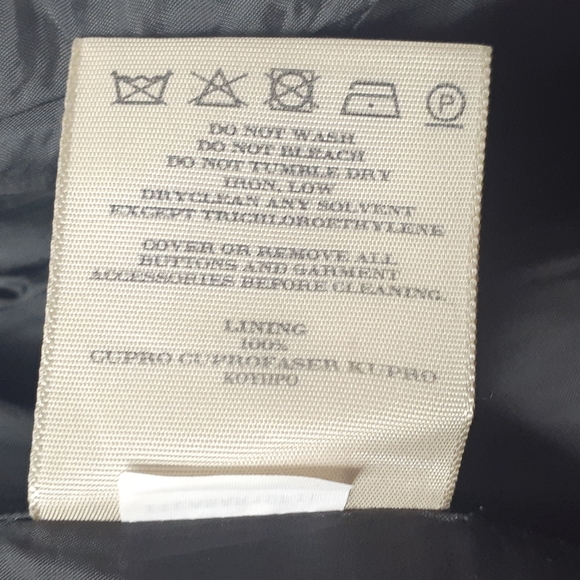 P
DO NOT WASH
DO NOT BLEACH
DO NOT TUMBLE DRY
IRON, LOW
DRYCLEAN ANY SOLVENT
EXCEPT TRICHLOROETHYLENE
COVER OR REMOVE ALL
BUTTONS AND GARMENT
ACCESSORIES BEFORE CLEANING.
LINING
100%
CUPRO CUPROFASER KUPRO
ΚΟΥΠΡΟ